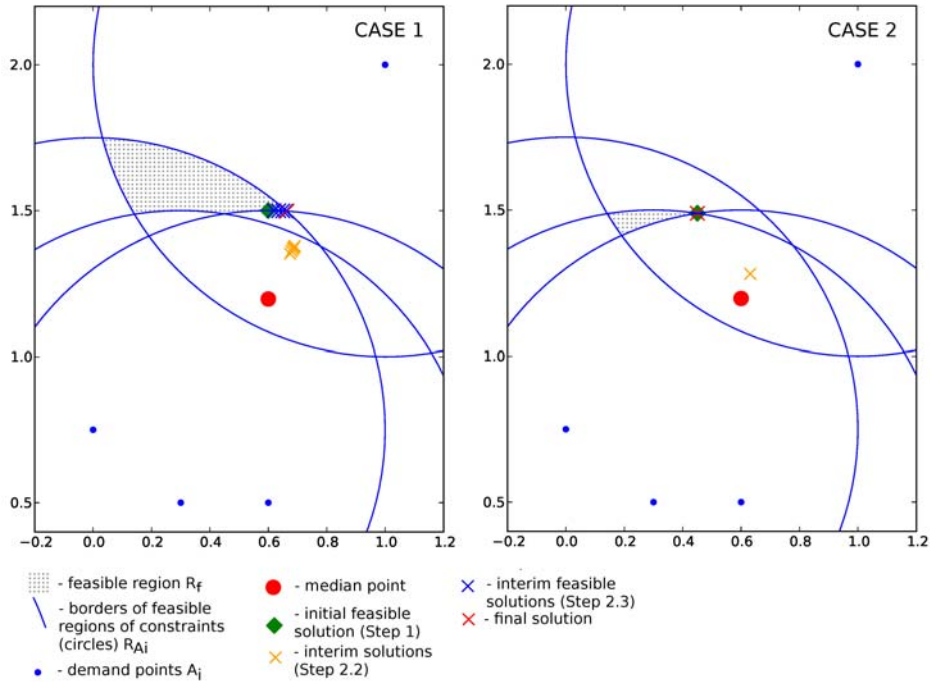 CASE 1
2.0
1.5
1.0
0.5
−0.2 0.0 0.2 0.4 0.6 0.8 1.0 1.2
CASE 2
2.0
1.5
1.0
0.5
−0.2 0.0 0.2 0.4 0.6 0.8 1.0 1.2
- feasible region Rf
- borders of feasible
regions of constraints
(circles) RAi
- demand points Ai
- median point
- initial feasible
solution (Step 1)
- interim solutions
(Step 2.2)
- interim feasible
solutions (Step 2.3)
- final solution